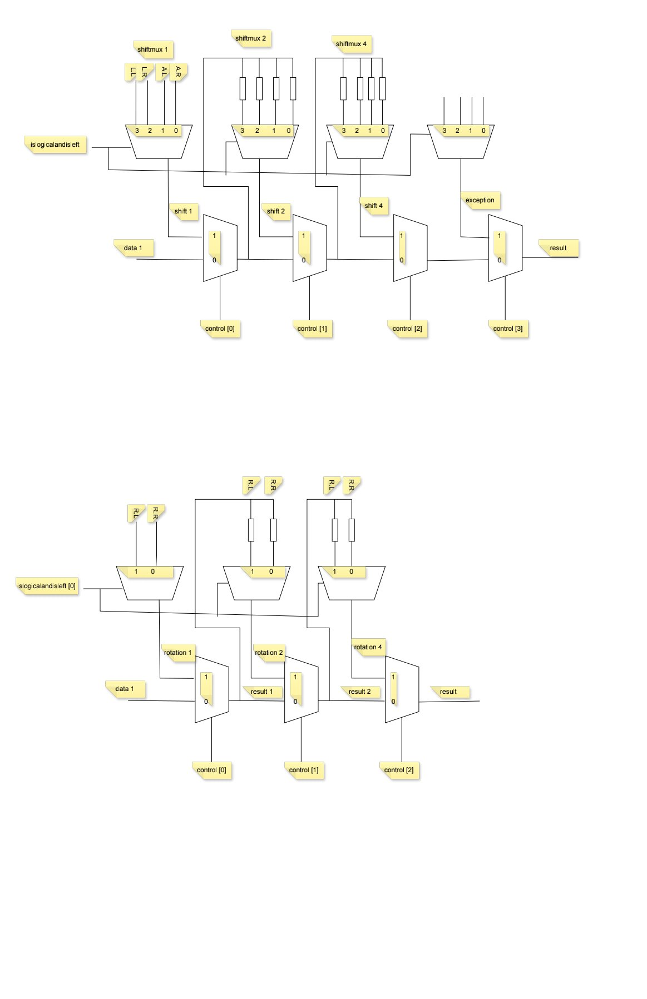 shiftmux 2
shiftmux 4
shiftmux 1
L.L L.R A.L A.R
3 2 1 0
3 2 1 0
3 2 1 0
3 2 1 0
islogicalandisleft
exception
shift 4
shift 1
shift 2
1
1
1
1
data 1
result
0
0
0
0
control [0]
control [1]
control [2]
control [3]
R.L R.R
R.L R.R
R.L R.R
1 0
1 0
1 0
islogicalandisleft [0]
rotation 4
rotation 1
rotation 2
1
1
1
data 1
result 1
result 2
result
0
0
0
control [0]
control [1]
control [2]